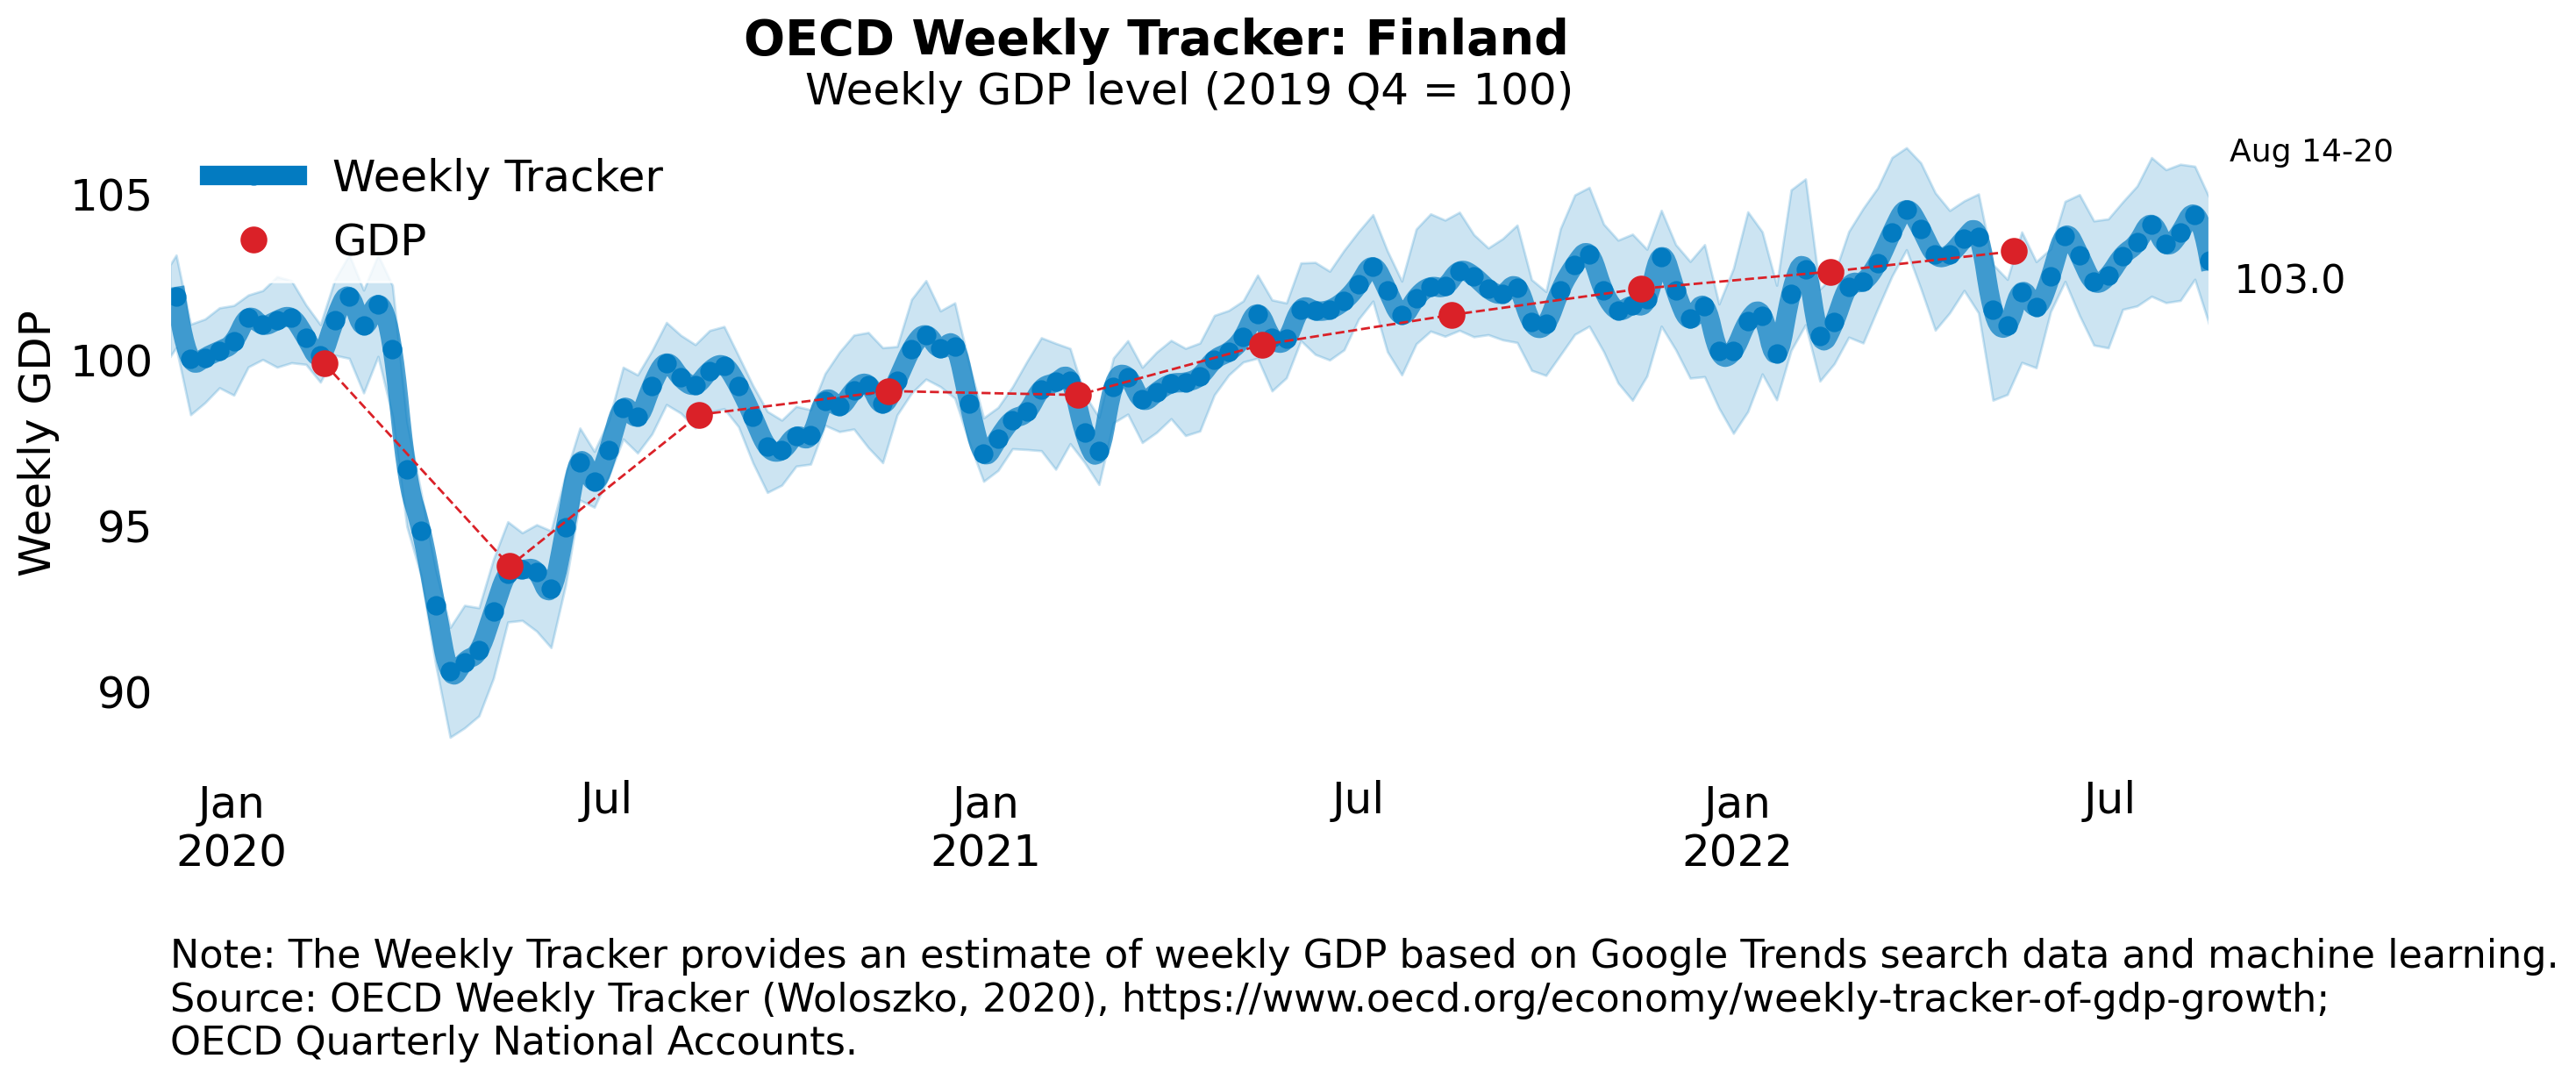 OECD Weekly Tracker: Finland
Weekly GDP level (2019 Q4 = 100)
Aug 14-20
Weekly Tracker
GDP
105
100
95
90
Weekly GDP
103.0
Jan
2020
Jul
Jan
2021
Jul
Jan
2022
Jul
Note: The Weekly Tracker provides an estimate of weekly GDP based on Google Trends search data and machine learning.
Source: OECD Weekly Tracker (Woloszko, 2020), https://www.oecd.org/economy/weekly-tracker-of-gdp-growth;
OECD Quarterly National Accounts.